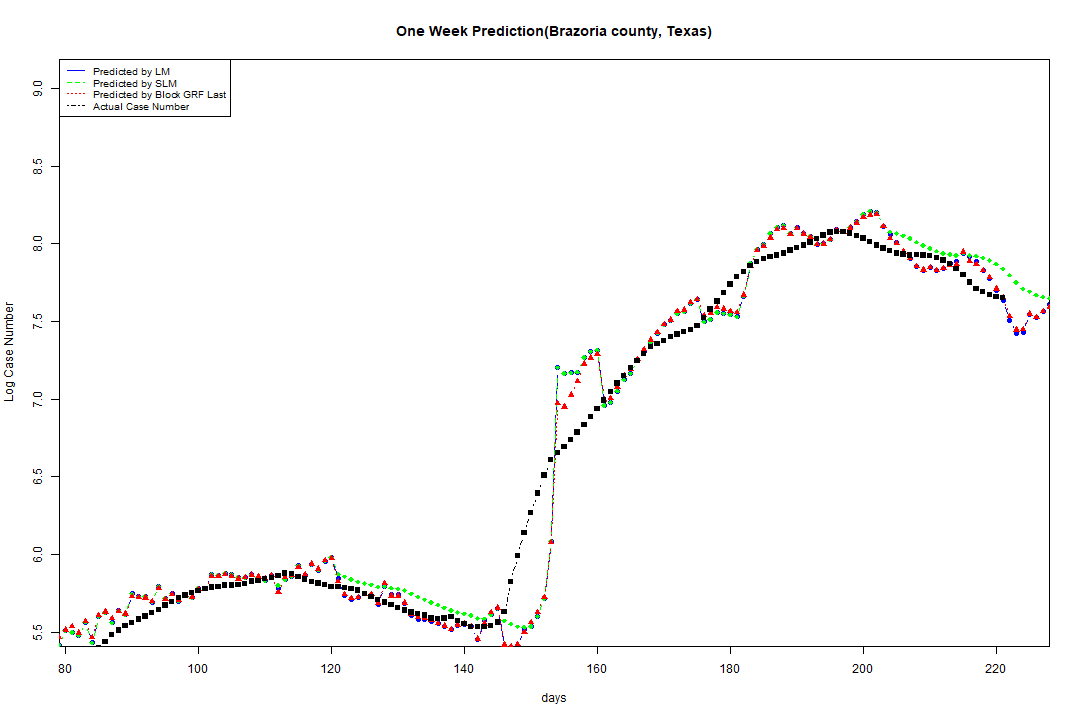 One Week Prediction(Brazoria county, Texas)
Predicted by LM
Predicted by SLM
Predicted by Block GRF Last
Actual Case Number
9.0
8.5
8.0
7.5
7.0
6.5
6.0
5.5
Log Case Number
80 100 120 140 160 180 200 220
days